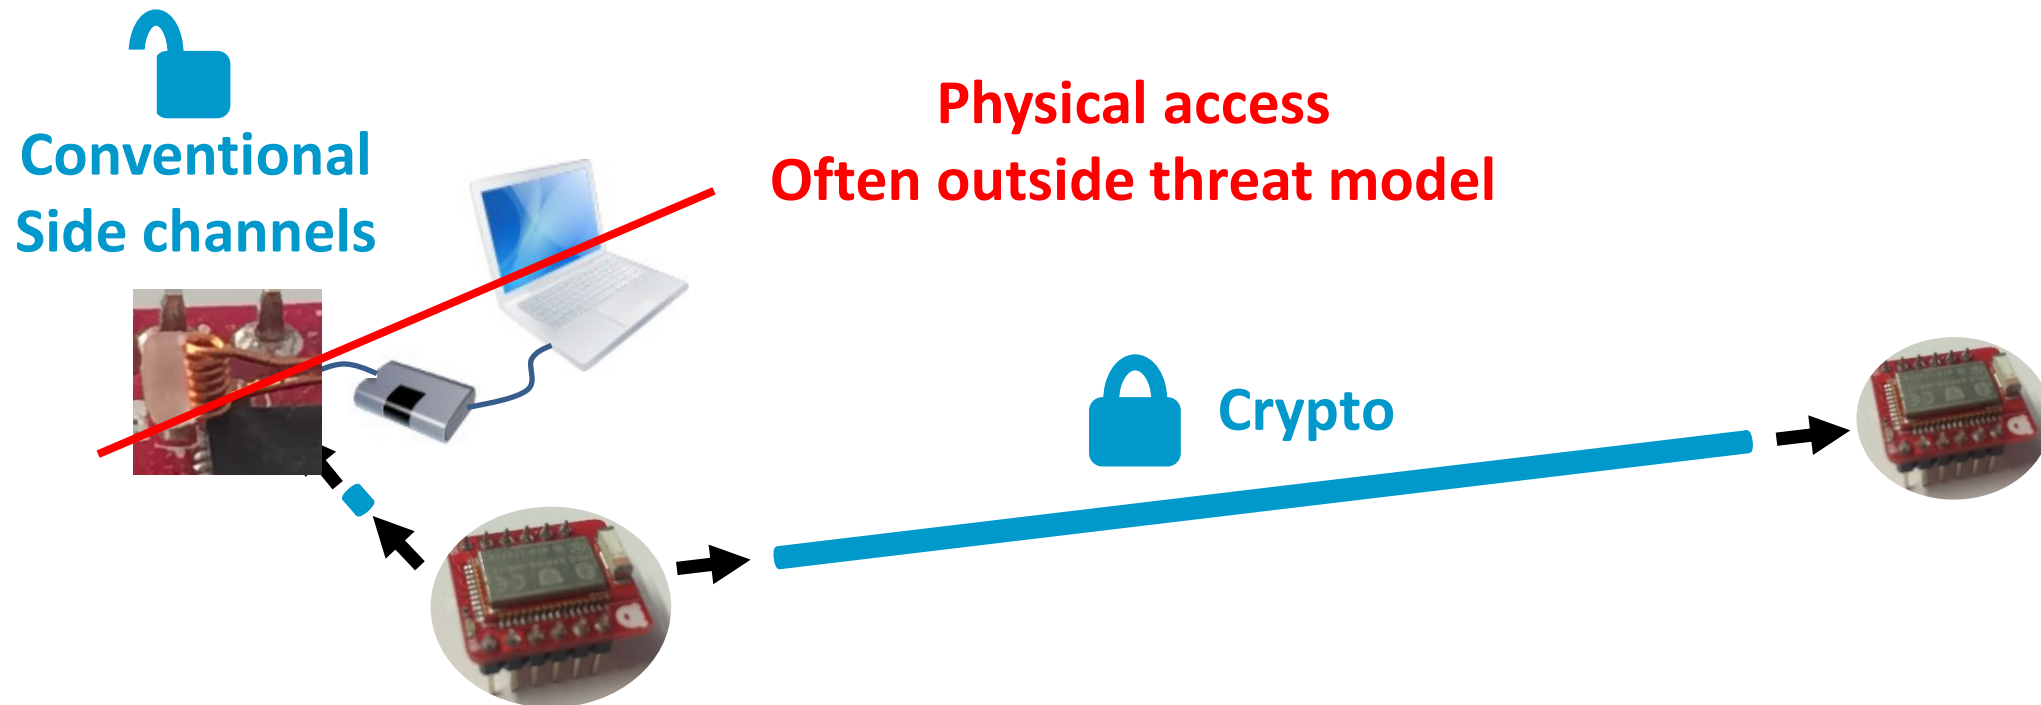 Conventional
Side channels
Physical access
Often outside threat model
Crypto